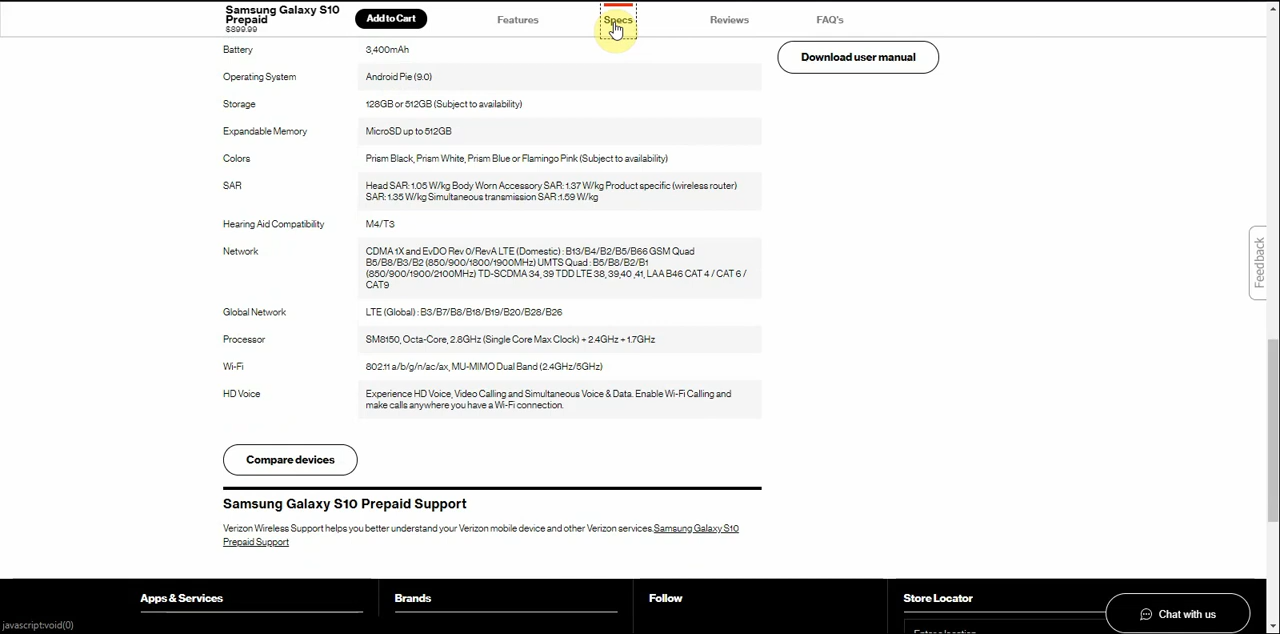 Samsung Galaxy S10
Prepaid
$899.99
Add to Cart
Features
Specs
Reviews
FAQ's
Battery
3,400mAh
Download user manual
Operating System
Android Pie (9.0)
Storage
128GB or 512GB (Subject to availability)
Expandable Memory
MicroSD up to 512GB
Colors
Prism Black, Prism White, Prism Blue or Flamingo Pink (Subject to availability)
SAR
Head SAR: 1.05 W/kg Body Worn Accessory SAR: 1.37 W/kg Product specific (wireless router)
SAR: 1.35 W/kg Simultaneous transmission SAR :1.59 W/kg
Hearing Aid Compatibility
M4/T3
Network
CDMA 1X and EvDO Rev 0/RevA LTE (Domestic) : B13/B4/B2/B5/B66 GSM Quad
B5/B8/B3/B2 (850/900/1800/1900MHz) UMTS Quad : B5/B8/B2/B1
(850/900/1900/2100MHz) TD-SCDMA 34, 39 TDD LTE 38, 39,40 ,41, LAA B46 CAT 4 / CAT 6 /
CAT9
Feedback
Global Network
LTE (Global) : B3/B7/B8/B18/B19/B20/B28/B26
Processor
SM8150, Octa-Core, 2.8GHz (Single Core Max Clock) + 2.4GHz + 1.7GHz
Wi-Fi
802.11 a/b/g/n/ac/ax, MU-MIMO Dual Band (2.4GHz/5GHz)
HD Voice
Experience HD Voice, Video Calling and Simultaneous Voice & Data. Enable Wi-Fi Calling and
make calls anywhere you have a Wi-Fi connection.
Compare devices
Samsung Galaxy S10 Prepaid Support
Verizon Wireless Support helps you better understand your Verizon mobile device and other Verizon services.Samsung Galaxy S10
Prepaid Support
Apps & Services
Brands
Follow
Store Locator
Chat with us
javascript:void(0)
Enter location